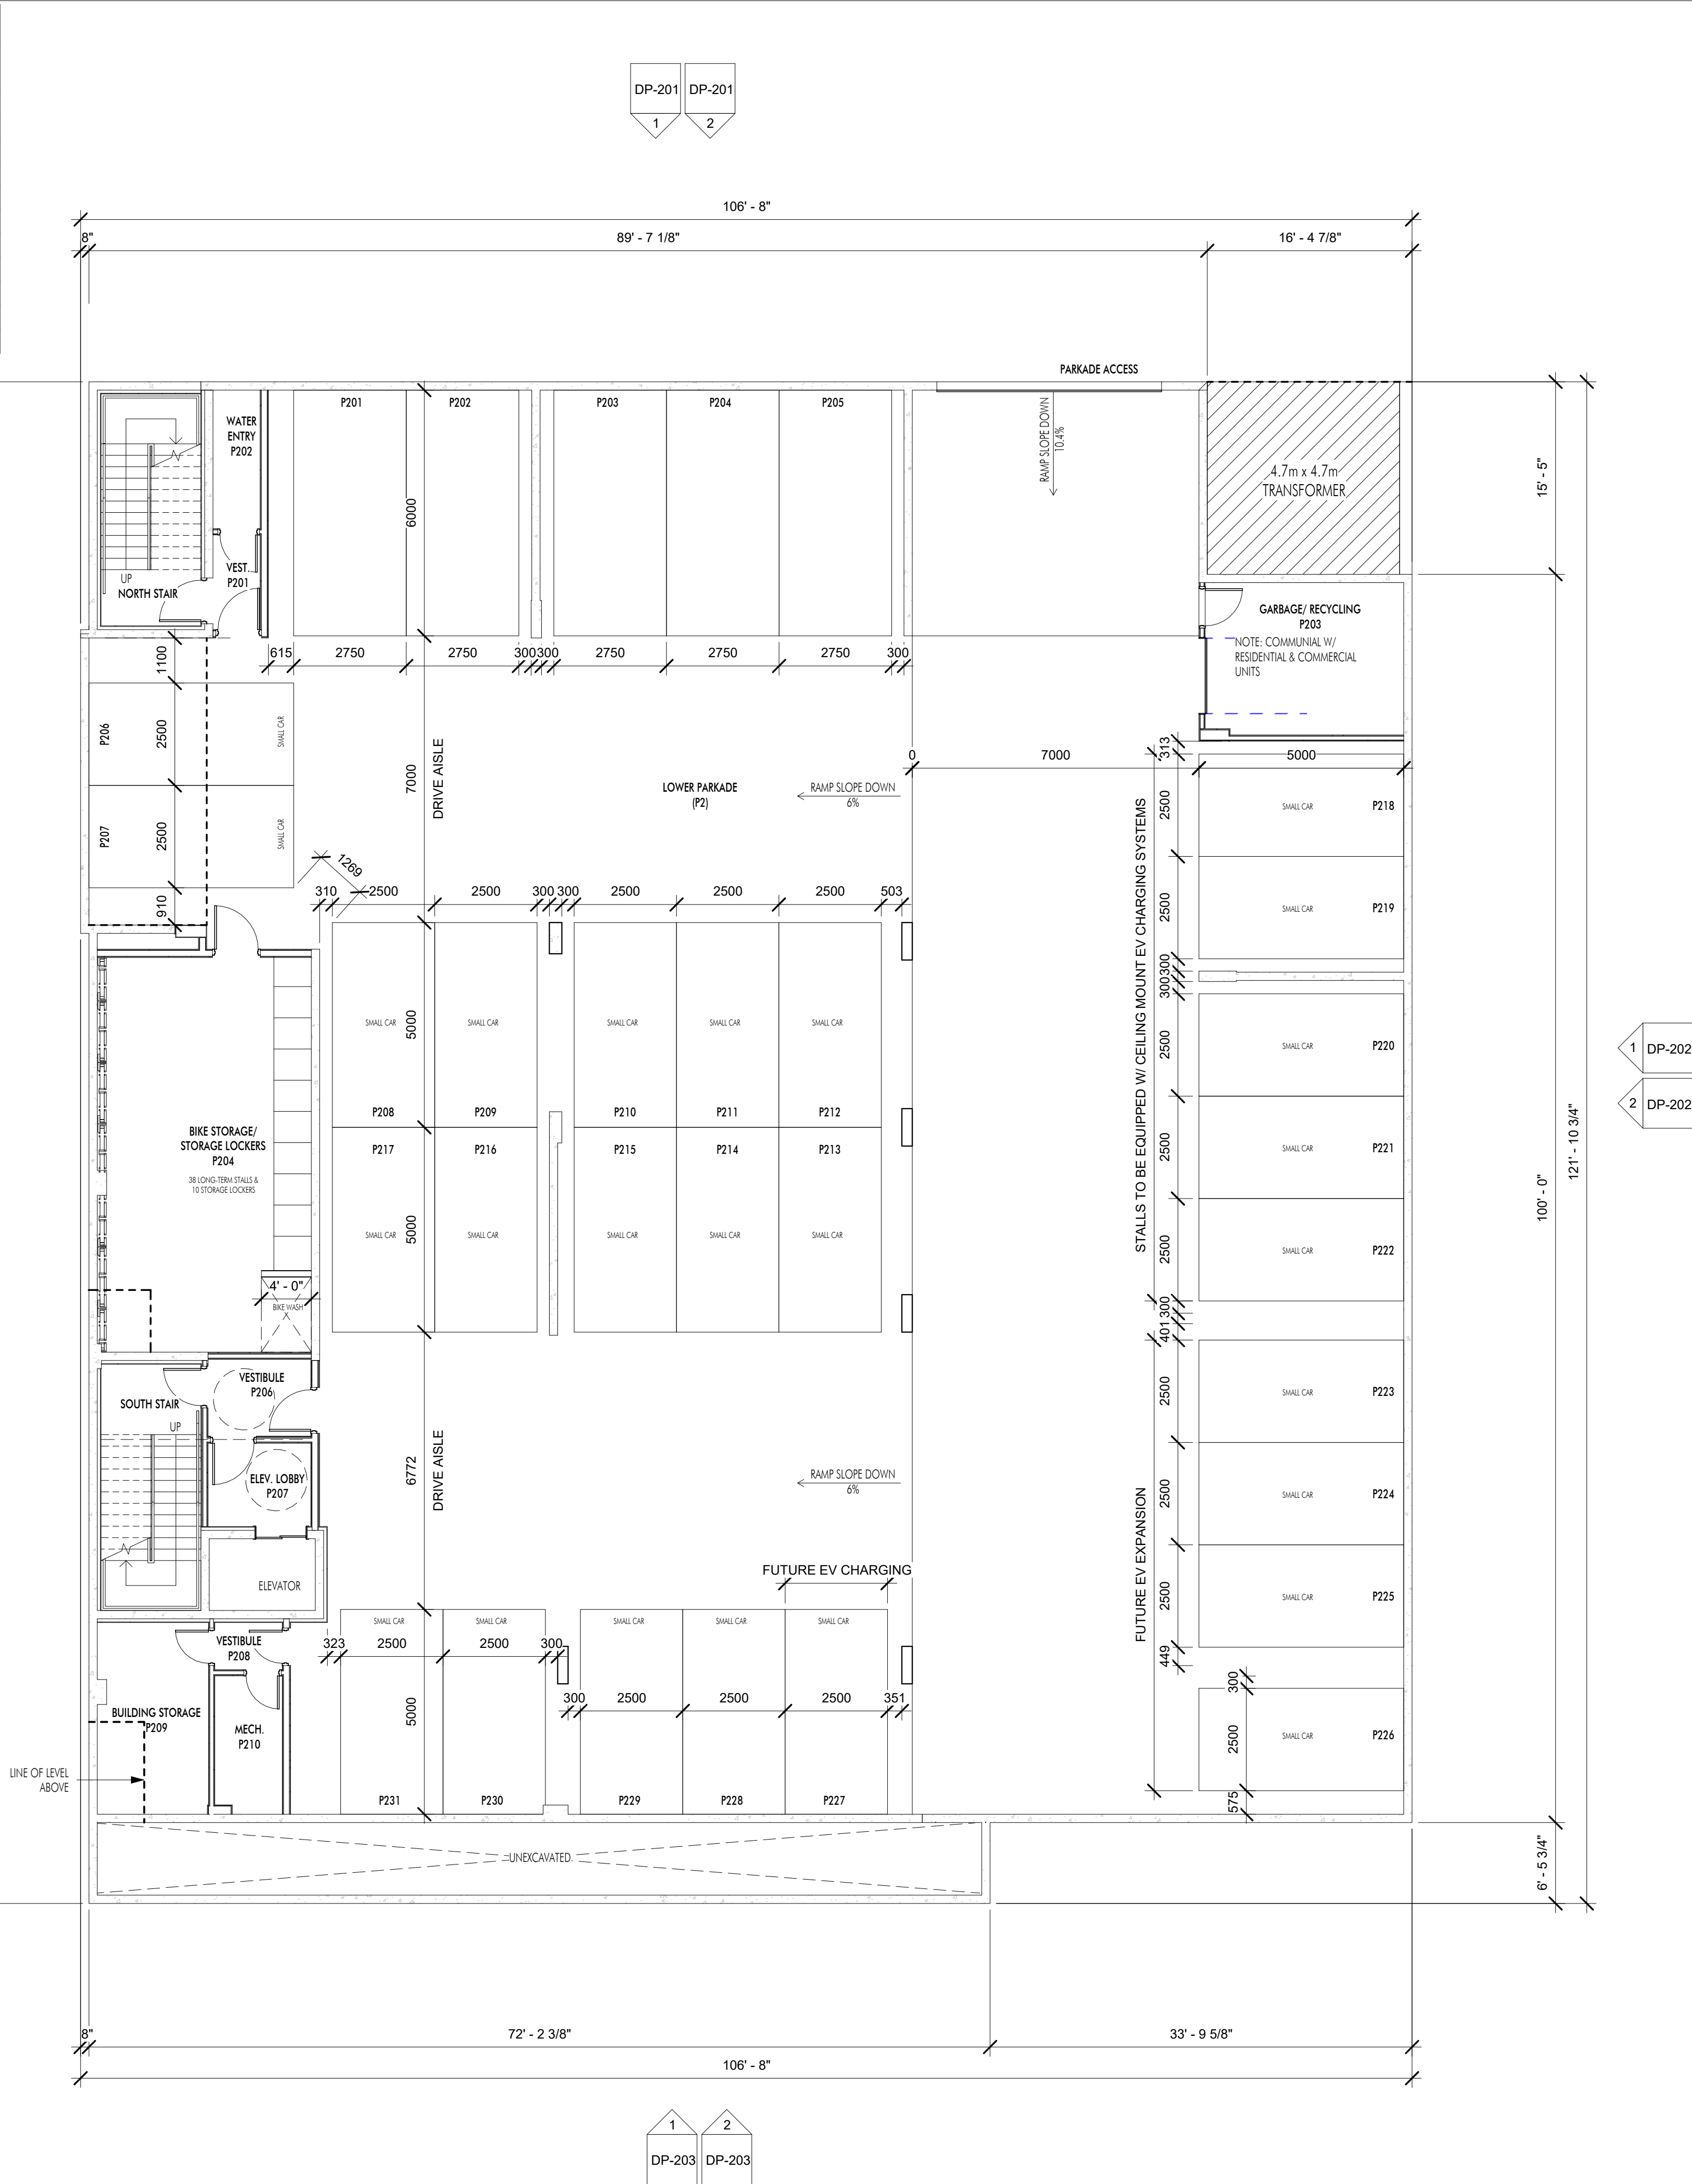 DP-201 DP-201
1 2
106' - 8"
8" 89' - 7 1/8" 16' - 4 7/8"
PARKADE ACCESS
P201 P202 P203 P204 P205
WATER
ENTRY
P202
RAMP SLOPE DOWN
10.4%
4.7m x 4.7m
TRANSFORMER
15' - 5"
6000
VEST.
P201
UP
NORTH STAIR
GARBAGE/ RECYCLING
P203
NOTE: COMMUNIAL W/
RESIDENTIAL & COMMERCIAL
UNITS
1100
615 2750 2750 300 300 2750 2750 2750 300
P206 2500 SMALL CAR
7000 DRIVE AISLE
0 7000 313 5000
LOWER PARKADE
(P2)
RAMP SLOPE DOWN
6%
P207 2500 SMALL CAR
2500 SMALL CAR P218
STALLS TO BE EQUIPPED W/ CEILING MOUNT EV CHARGING SYSTEMS
1269
910
310 2500 2500 300 300 2500 2500 2500 503
2500 SMALL CAR P219
300
300
SMALL CAR 5000 SMALL CAR SMALL CAR SMALL CAR SMALL CAR
2500 SMALL CAR P220
1 DP-202
2 DP-202
P208 P209 P210 P211 P212
BIKE STORAGE/
STORAGE LOCKERS
P204
38 LONG-TERM STALLS &
10 STORAGE LOCKERS
P217 P216 P215 P214 P213
2500 SMALL CAR P221
121' - 10 3/4"
100' - 0"
SMALL CAR 5000 SMALL CAR SMALL CAR SMALL CAR SMALL CAR
2500 SMALL CAR P222
4' - 0"
BIKE WASH
300
401
VESTIBULE
P206
SOUTH STAIR
UP
2500 SMALL CAR P223
6772 DRIVE AISLE
ELEV. LOBBY
P207
RAMP SLOPE DOWN
6%
2500 SMALL CAR P224
FUTURE EV EXPANSION
ELEVATOR
FUTURE EV CHARGING
2500 SMALL CAR P225
SMALL CAR SMALL CAR SMALL CAR SMALL CAR SMALL CAR
VESTIBULE
P208
323 2500 2500 300
449
300
300 2500 2500 2500 351
5000
BUILDING STORAGE
P209
MECH.
P210
2500 SMALL CAR P226
LINE OF LEVEL
ABOVE
P231 P230 P229 P228 P227
575
UNEXCAVATED
6' - 5 3/4"
8" 72' - 2 3/8" 33' - 9 5/8"
106' - 8"
1 2
DP-203 DP-203